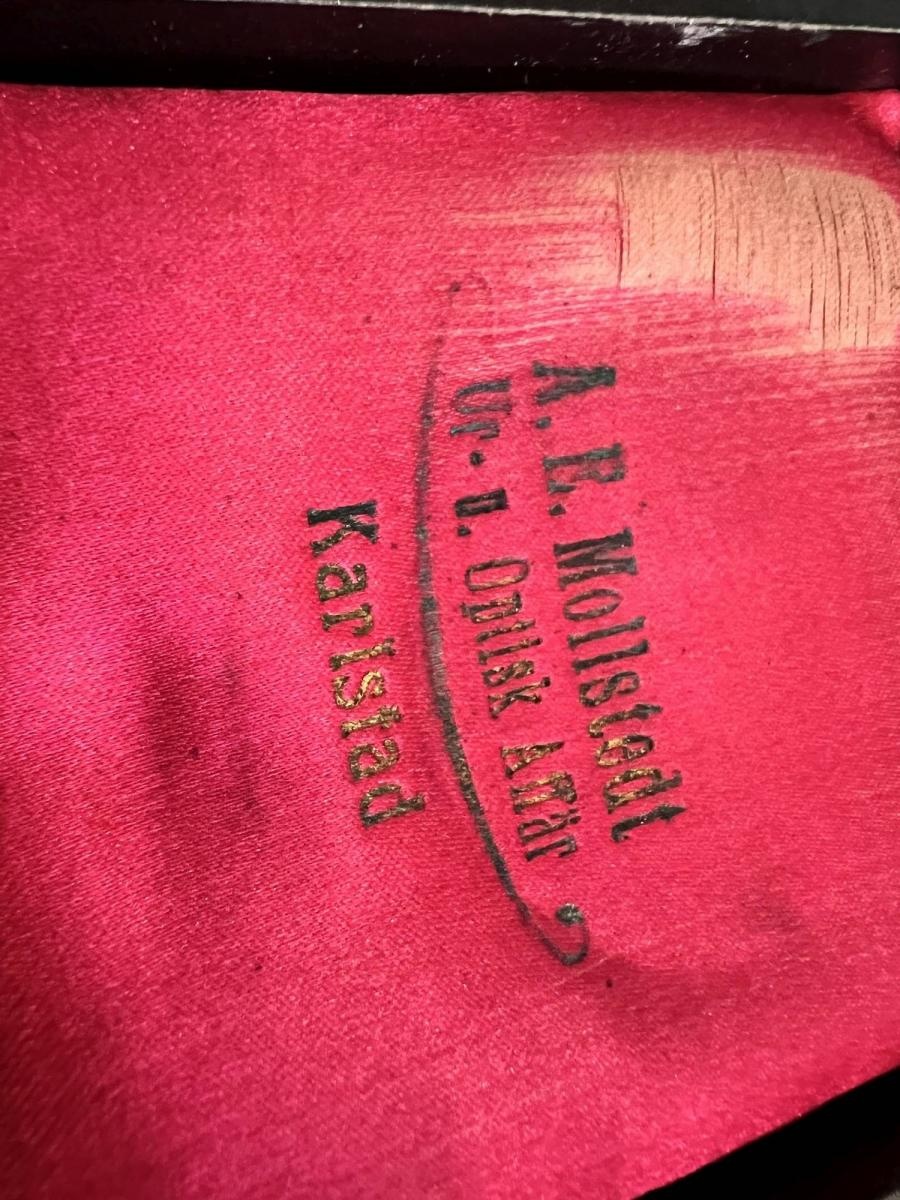 A. E. Mollstedt
Ur- o. Optisk Affär
Karlstad